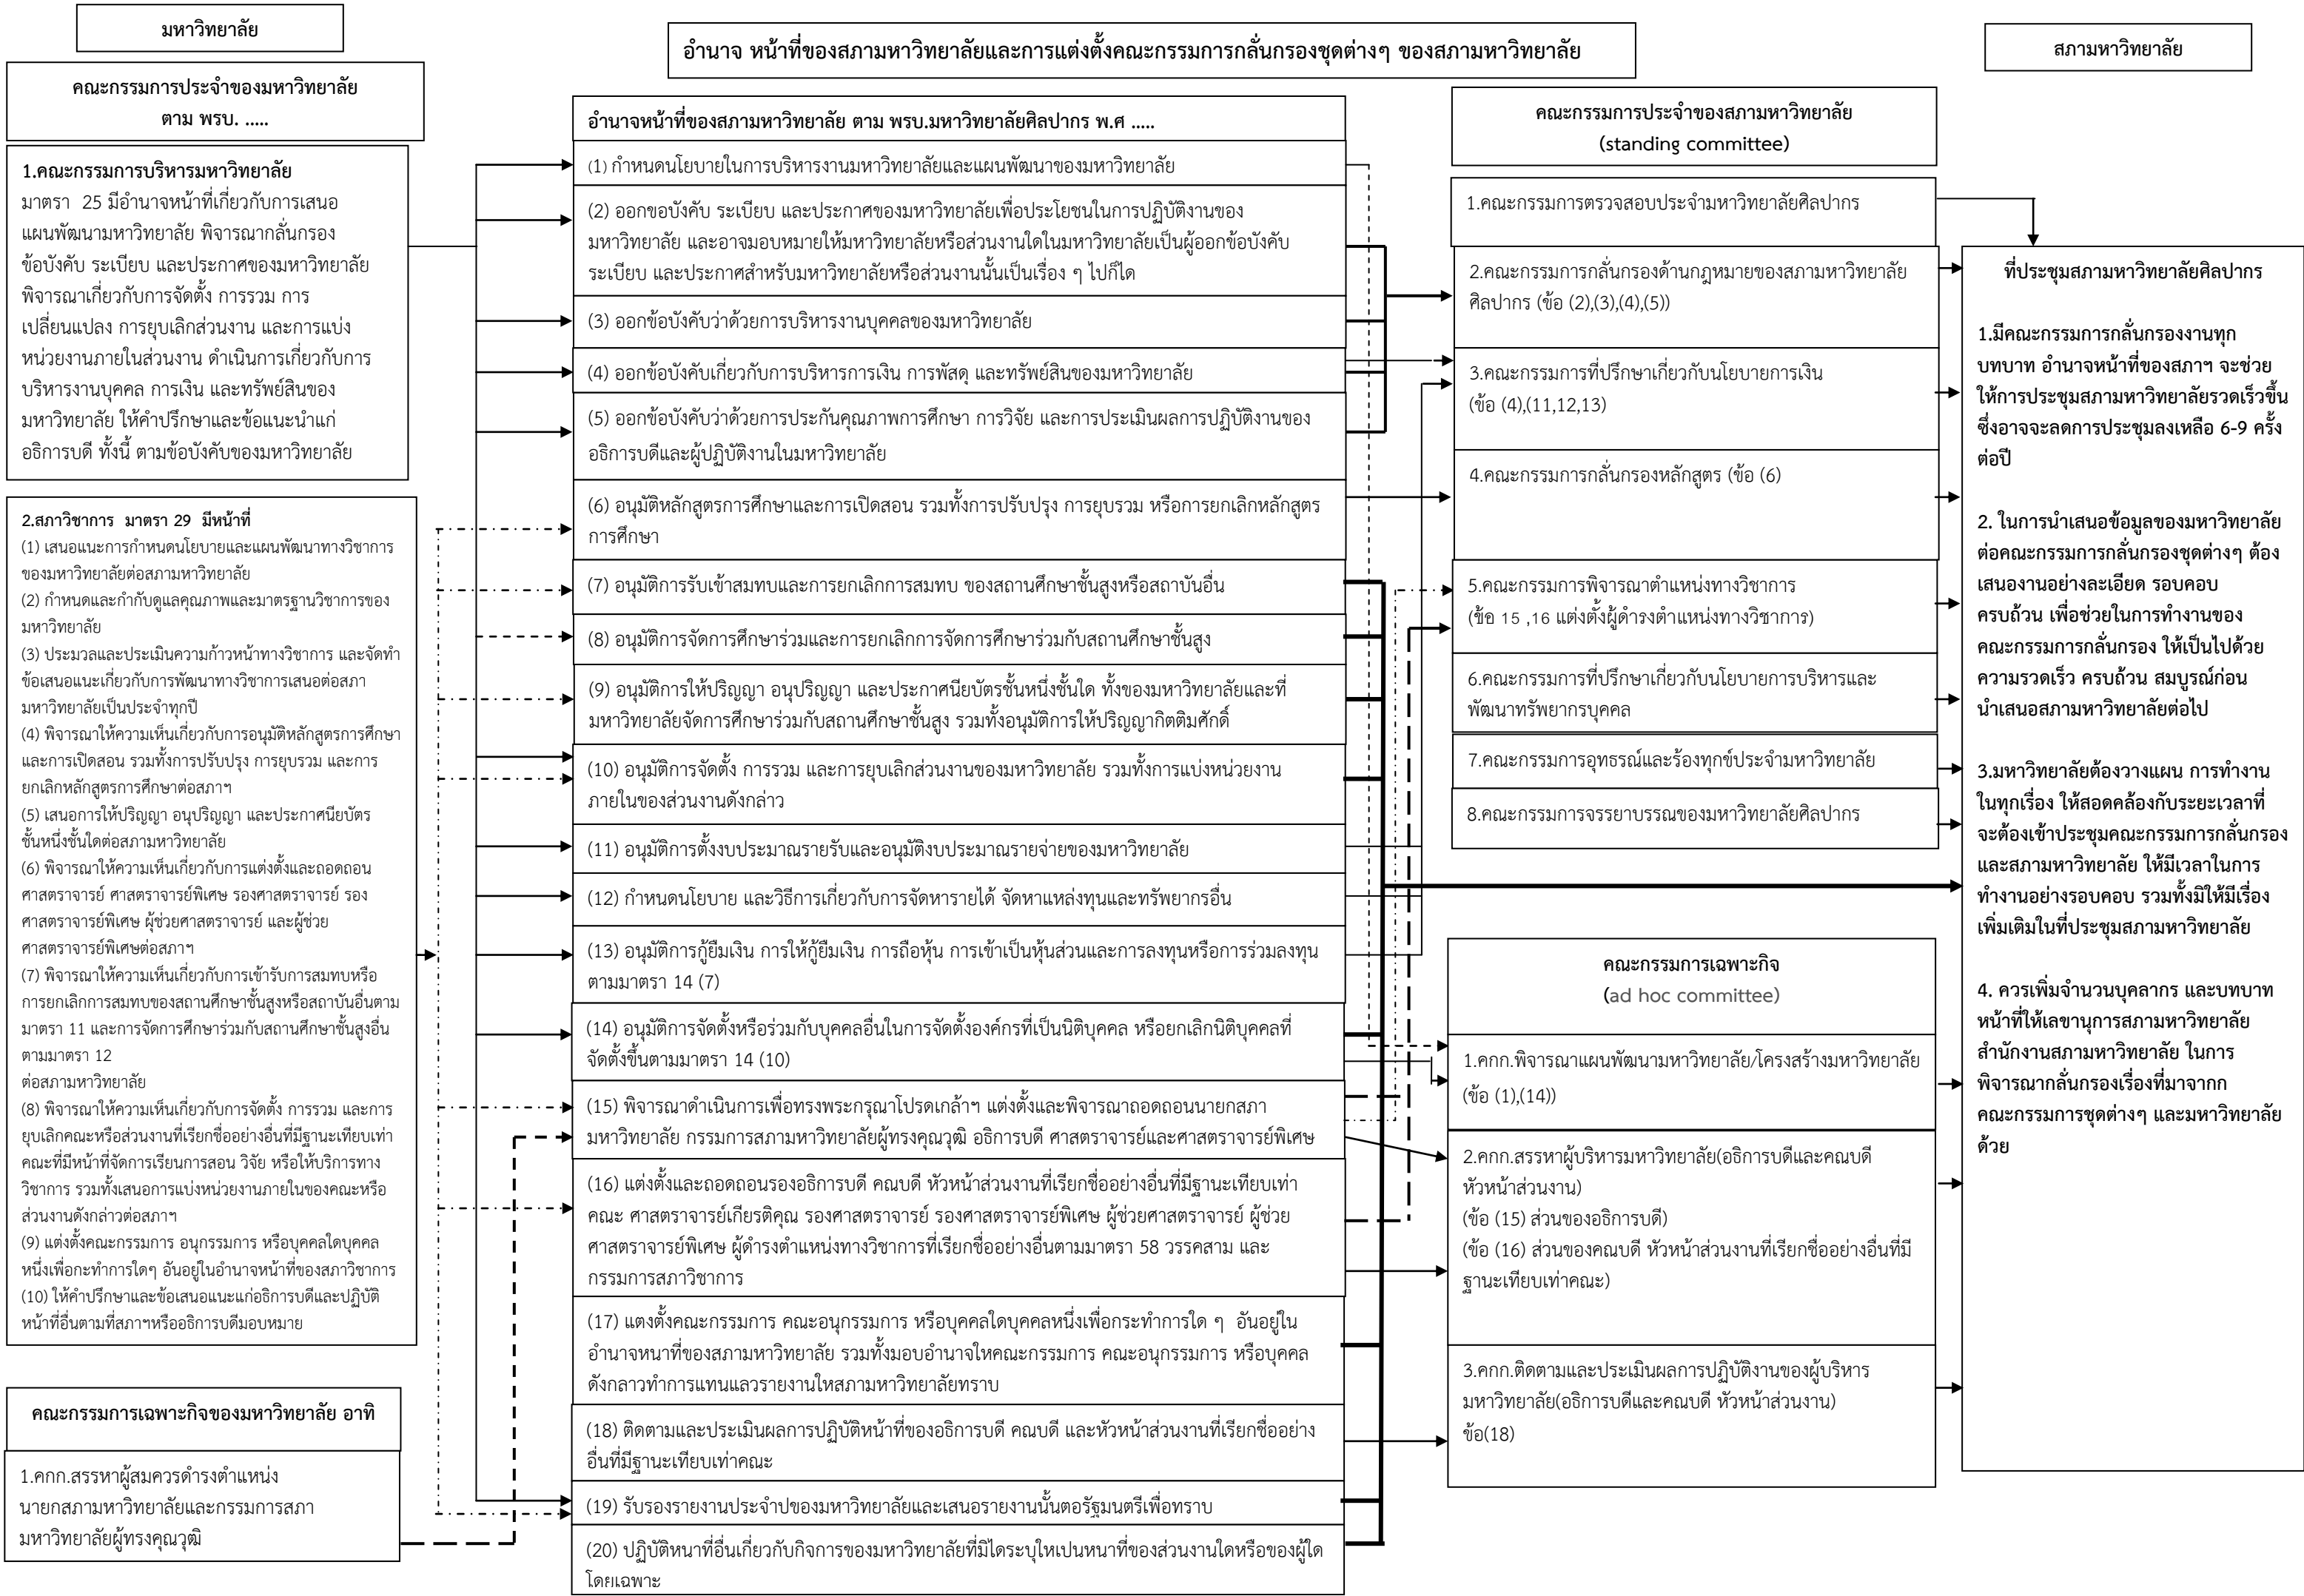 มหาวิทยาลัย
อำนาจ หน้าที่ของสภามหาวิทยาลัยและการแต่งตั้งคณะกรรมการกลั่นกรองชุดต่างๆ ของสภามหาวิทยาลัย
สภามหาวิทยาลัย
คณะกรรมการประจำของมหาวิทยาลัย
ตาม พรบ. .....
1.คณะกรรมการบริหารมหาวิทยาลัย
มาตรา 25 มีอำนาจหน้าที่เกี่ยวกับการเสนอ
แผนพัฒนามหาวิทยาลัย พิจารณากลั่นกรอง
ข้อบังคับ ระเบียบ และประกาศของมหาวิทยาลัย
พิจารณาเกี่ยวกับการจัดตั้ง การรวม การ
เปลี่ยนแปลง การยุบเลิกส่วนงาน และการแบ่ง
หน่วยงานภายในส่วนงาน ดำเนินการเกี่ยวกับการ
บริหารงานบุคคล การเงิน และทรัพย์สินของ
มหาวิทยาลัย ให้คำปรึกษาและข้อแนะนำแก่
อธิการบดี ทั้งนี้ ตามข้อบังคับของมหาวิทยาลัย
2.สภาวิชาการ มาตรา 29 มีหน้าที่
(1) เสนอแนะการกำหนดนโยบายและแผนพัฒนาทางวิชาการ
ของมหาวิทยาลัยต่อสภามหาวิทยาลัย
(2) กำหนดและกำกับดูแลคุณภาพและมาตรฐานวิชาการของ
มหาวิทยาลัย
(3) ประมวลและประเมินความก้าวหน้าทางวิชาการ และจัดทำ
ข้อเสนอแนะเกี่ยวกับการพัฒนาทางวิชาการเสนอต่อสภา
มหาวิทยาลัยเป็นประจำทุกปี
(4) พิจารณาให้ความเห็นเกี่ยวกับการอนุมัติหลักสูตรการศึกษา
และการเปิดสอน รวมทั้งการปรับปรุง การยุบรวม และการ
ยกเลิกหลักสูตรการศึกษาต่อสภาฯ
(5) เสนอการให้ปริญญา อนุปริญญา และประกาศนียบัตร
ชั้นหนึ่งชั้นใดต่อสภามหาวิทยาลัย
(6) พิจารณาให้ความเห็นเกี่ยวกับการแต่งตั้งและถอดถอน
ศาสตราจารย์ ศาสตราจารย์พิเศษ รองศาสตราจารย์ รอง
ศาสตราจารย์พิเศษ ผู้ช่วยศาสตราจารย์ และผู้ช่วย
ศาสตราจารย์พิเศษต่อสภาฯ
(7) พิจารณาให้ความเห็นเกี่ยวกับการเข้ารับการสมทบหรือ
การยกเลิกการสมทบของสถานศึกษาชั้นสูงหรือสถาบันอื่นตาม
มาตรา 11 และการจัดการศึกษาร่วมกับสถานศึกษาชั้นสูงอื่น
ตามมาตรา 12
ต่อสภามหาวิทยาลัย
(8) พิจารณาให้ความเห็นเกี่ยวกับการจัดตั้ง การรวม และการ
ยุบเลิกคณะหรือส่วนงานที่เรียกชื่ออย่างอื่นที่มีฐานะเทียบเท่า
คณะที่มีหน้าที่จัดการเรียนการสอน วิจัย หรือให้บริการทาง
วิชาการ รวมทั้งเสนอการแบ่งหน่วยงานภายในของคณะหรือ
ส่วนงานดังกล่าวต่อสภาฯ
(9) แต่งตั้งคณะกรรมการ อนุกรรมการ หรือบุคคลใดบุคคล
หนึ่งเพื่อกะทำการใดๆ อันอยู่ในอำนาจหน้าที่ของสภาวิชาการ
(10) ให้คำปรึกษาและข้อเสนอแนะแก่อธิการบดีและปฏิบัติ
หน้าที่อื่นตามที่สภาฯหรืออธิการบดีมอบหมาย
คณะกรรมการเฉพาะกิจของมหาวิทยาลัย อาทิ
1.คกก.สรรหาผู้สมควรดำรงตำแหน่ง
นายกสภามหาวิทยาลัยและกรรมการสภา
มหาวิทยาลัยผู้ทรงคุณวุฒิ
อำนาจหน้าที่ของสภามหาวิทยาลัย ตาม พรบ.มหาวิทยาลัยศิลปากร พ.ศ .....
(1) กำหนดนโยบายในการบริหารงานมหาวิทยาลัยและแผนพัฒนาของมหาวิทยาลัย
(2) ออกขอบังคับ ระเบียบ และประกาศของมหาวิทยาลัยเพื่อประโยชนในการปฏิบัติงานของ
มหาวิทยาลัย และอาจมอบหมายให้มหาวิทยาลัยหรือส่วนงานใดในมหาวิทยาลัยเป็นผู้ออกข้อบังคับ
ระเบียบ และประกาศสำหรับมหาวิทยาลัยหรือส่วนงานนั้นเป็นเรื่อง ๆ ไปก็ได
(3) ออกข้อบังคับว่าด้วยการบริหารงานบุคคลของมหาวิทยาลัย
(4) ออกข้อบังคับเกี่ยวกับการบริหารการเงิน การพัสดุ และทรัพย์สินของมหาวิทยาลัย
(5) ออกข้อบังคับว่าด้วยการประกันคุณภาพการศึกษา การวิจัย และการประเมินผลการปฏิบัติงานของ
อธิการบดีและผู้ปฏิบัติงานในมหาวิทยาลัย
(6) อนุมัติหลักสูตรการศึกษาและการเปิดสอน รวมทั้งการปรับปรุง การยุบรวม หรือการยกเลิกหลักสูตร
การศึกษา
(7) อนุมัติการรับเข้าสมทบและการยกเลิกการสมทบ ของสถานศึกษาชั้นสูงหรือสถาบันอื่น
(8) อนุมัติการจัดการศึกษาร่วมและการยกเลิกการจัดการศึกษาร่วมกับสถานศึกษาชั้นสูง
(9) อนุมัติการให้ปริญญา อนุปริญญา และประกาศนียบัตรชั้นหนึ่งชั้นใด ทั้งของมหาวิทยาลัยและที่
มหาวิทยาลัยจัดการศึกษาร่วมกับสถานศึกษาชั้นสูง รวมทั้งอนุมัติการให้ปริญญากิตติมศักดิ์
(10) อนุมัติการจัดตั้ง การรวม และการยุบเลิกส่วนงานของมหาวิทยาลัย รวมทั้งการแบ่งหน่วยงาน
ภายในของส่วนงานดังกล่าว
(11) อนุมัติการตั้งงบประมาณรายรับและอนุมัติงบประมาณรายจ่ายของมหาวิทยาลัย
(12) กำหนดนโยบาย และวิธีการเกี่ยวกับการจัดหารายได้ จัดหาแหล่งทุนและทรัพยากรอื่น
(13) อนุมัติการกู้ยืมเงิน การให้กู้ยืมเงิน การถือหุ้น การเข้าเป็นหุ้นส่วนและการลงทุนหรือการร่วมลงทุน
ตามมาตรา 14 (7)
(14) อนุมัติการจัดตั้งหรือร่วมกับบุคคลอื่นในการจัดตั้งองค์กรที่เป็นนิติบุคคล หรือยกเลิกนิติบุคคลที่
จัดตั้งขึ้นตามมาตรา 14 (10)
(15) พิจารณาดำเนินการเพื่อทรงพระกรุณาโปรดเกล้าฯ แต่งตั้งและพิจารณาถอดถอนนายกสภา
มหาวิทยาลัย กรรมการสภามหาวิทยาลัยผู้ทรงคุณวุฒิ อธิการบดี ศาสตราจารย์และศาสตราจารย์พิเศษ
(16) แต่งตั้งและถอดถอนรองอธิการบดี คณบดี หัวหน้าส่วนงานที่เรียกชื่ออย่างอื่นที่มีฐานะเทียบเท่า
คณะ ศาสตราจารย์เกียรติคุณ รองศาสตราจารย์ รองศาสตราจารย์พิเศษ ผู้ช่วยศาสตราจารย์ ผู้ช่วย
ศาสตราจารย์พิเศษ ผู้ดำรงตำแหน่งทางวิชาการที่เรียกชื่ออย่างอื่นตามมาตรา 58 วรรคสาม และ
กรรมการสภาวิชาการ
(17) แตงตั้งคณะกรรมการ คณะอนุกรรมการ หรือบุคคลใดบุคคลหนึ่งเพื่อกระทำการใด ๆ อันอยู่ใน
อำนาจหนาที่ของสภามหาวิทยาลัย รวมทั้งมอบอำนาจใหคณะกรรมการ คณะอนุกรรมการ หรือบุคคล
ดังกลาวทำการแทนแลวรายงานใหสภามหาวิทยาลัยทราบ
(18) ติดตามและประเมินผลการปฏิบัติหน้าที่ของอธิการบดี คณบดี และหัวหน้าส่วนงานที่เรียกชื่ออย่าง
อื่นที่มีฐานะเทียบเท่าคณะ
(19) รับรองรายงานประจำปของมหาวิทยาลัยและเสนอรายงานนั้นตอรัฐมนตรีเพื่อทราบ
(20) ปฏิบัติหนาที่อื่นเกี่ยวกับกิจการของมหาวิทยาลัยที่มิไดระบุใหเปนหนาที่ของส่วนงานใดหรือของผู้ใด
โดยเฉพาะ
คณะกรรมการประจำของสภามหาวิทยาลัย
(standing committee)
1.คณะกรรมการตรวจสอบประจำมหาวิทยาลัยศิลปากร
2.คณะกรรมการกลั่นกรองด้านกฎหมายของสภามหาวิทยาลัย
ศิลปากร (ข้อ (2),(3),(4),(5))
3.คณะกรรมการที่ปรึกษาเกี่ยวกับนโยบายการเงิน
(ข้อ (4),(11,12,13)
4.คณะกรรมการกลั่นกรองหลักสูตร (ข้อ (6)
5.คณะกรรมการพิจารณาตำแหน่งทางวิชาการ
(ข้อ 15 ,16 แต่งตั้งผู้ดำรงตำแหน่งทางวิชาการ)
6.คณะกรรมการที่ปรึกษาเกี่ยวกับนโยบายการบริหารและ
พัฒนาทรัพยากรบุคคล
7.คณะกรรมการอุทธรณ์และร้องทุกข์ประจำมหาวิทยาลัย
8.คณะกรรมการจรรยาบรรณของมหาวิทยาลัยศิลปากร
คณะกรรมการเฉพาะกิจ
(ad hoc committee)
1.คกก.พิจารณาแผนพัฒนามหาวิทยาลัย/โครงสร้างมหาวิทยาลัย
(ข้อ (1),(14))
2.คกก.สรรหาผู้บริหารมหาวิทยาลัย(อธิการบดีและคณบดี
หัวหน้าส่วนงาน)
(ข้อ (15) ส่วนของอธิการบดี)
(ข้อ (16) ส่วนของคณบดี หัวหน้าส่วนงานที่เรียกชื่ออย่างอื่นที่มี
ฐานะเทียบเท่าคณะ)
3.คกก.ติดตามและประเมินผลการปฏิบัติงานของผู้บริหาร
มหาวิทยาลัย(อธิการบดีและคณบดี หัวหน้าส่วนงาน)
ข้อ(18)
ที่ประชุมสภามหาวิทยาลัยศิลปากร
1.มีคณะกรรมการกลั่นกรองงานทุก
บทบาท อำนาจหน้าที่ของสภาฯ จะช่วย
ให้การประชุมสภามหาวิทยาลัยรวดเร็วขึ้น
ซึ่งอาจจะลดการประชุมลงเหลือ 6-9 ครั้ง
ต่อปี
2. ในการนำเสนอข้อมูลของมหาวิทยาลัย
ต่อคณะกรรมการกลั่นกรองชุดต่างๆ ต้อง
เสนองานอย่างละเอียด รอบคอบ
ครบถ้วน เพื่อช่วยในการทำงานของ
คณะกรรมการกลั่นกรอง ให้เป็นไปด้วย
ความรวดเร็ว ครบถ้วน สมบูรณ์ก่อน
นำเสนอสภามหาวิทยาลัยต่อไป
3.มหาวิทยาลัยต้องวางแผน การทำงาน
ในทุกเรื่อง ให้สอดคล้องกับระยะเวลาที่
จะต้องเข้าประชุมคณะกรรมการกลั่นกรอง
และสภามหาวิทยาลัย ให้มีเวลาในการ
ทำงานอย่างรอบคอบ รวมทั้งมิให้มีเรื่อง
เพิ่มเติมในที่ประชุมสภามหาวิทยาลัย
4. ควรเพิ่มจำนวนบุคลากร และบทบาท
หน้าที่ให้เลขานุการสภามหาวิทยาลัย
สำนักงานสภามหาวิทยาลัย ในการ
พิจารณากลั่นกรองเรื่องที่มาจากก
คณะกรรมการชุดต่างๆ และมหาวิทยาลัย
ด้วย